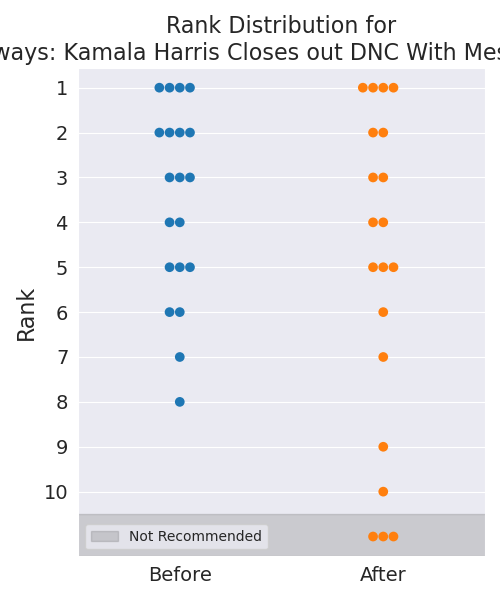 Rank Distribution for
ways: Kamala Harris Closes out DNC With Mes
1
2
3
4
5
6
7
8
9
10
Rank
Not Recommended
Before
After